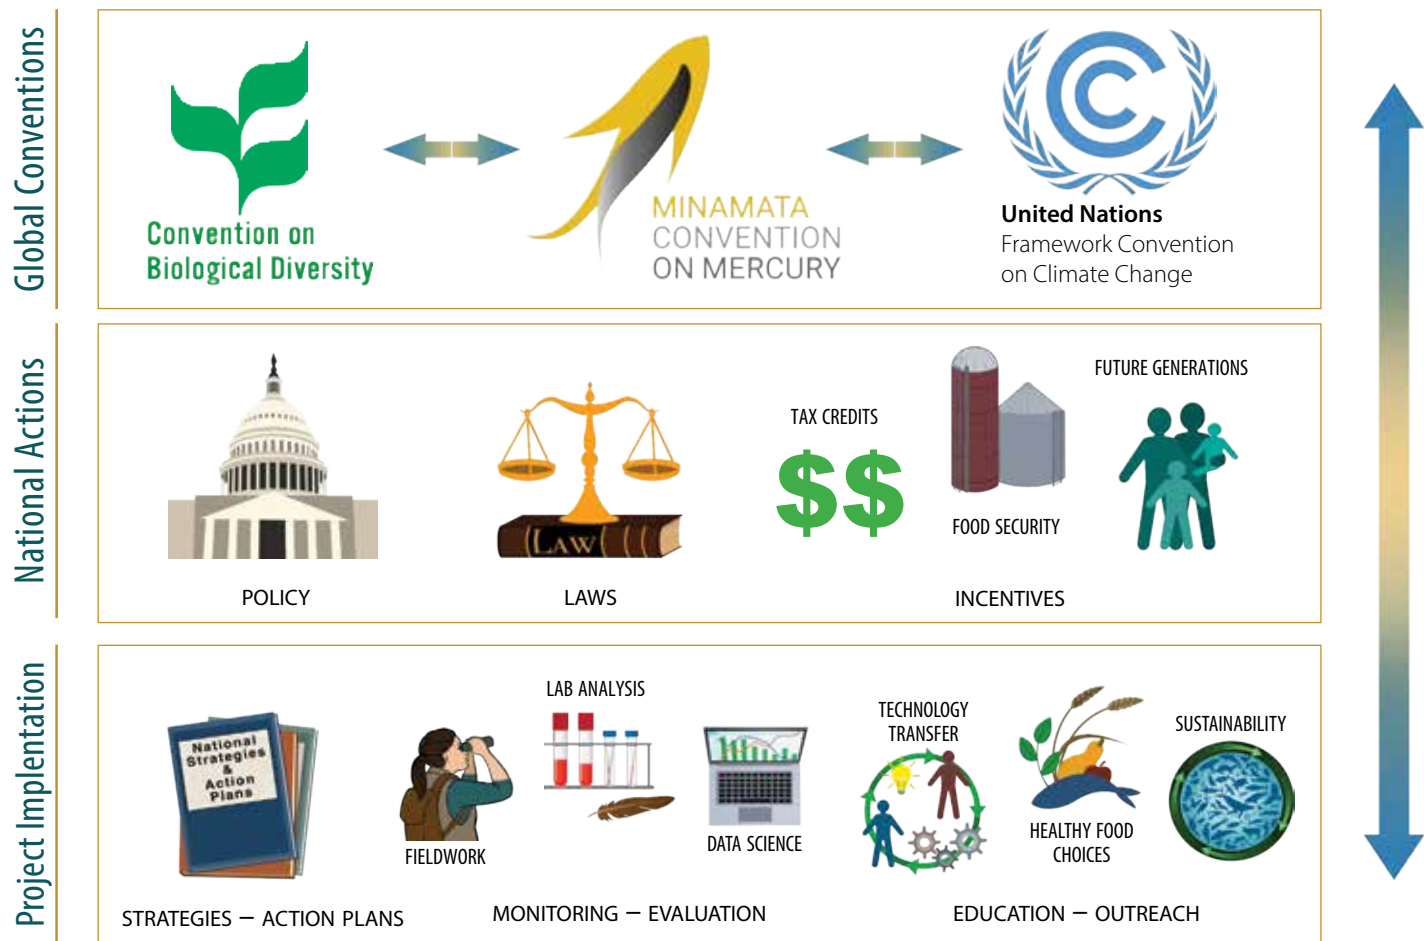 Global Conventions
Convention on
Biological Diversity
MINAMATA
CONVENTION
ON MERCURY
United Nations
Framework Convention
on Climate Change
National Actions
POLICY
LAW
LAWS
TAX CREDITS
$$
FOOD SECURITY
FUTURE GENERATIONS
INCENTIVES
Project Implentation
National
Strategies
&
Action
Plans
STRATEGIES – ACTION PLANS
FIELDWORK
LAB ANALYSIS
DATA SCIENCE
MONITORING – EVALUATION
TECHNOLOGY
TRANSFER
HEALTHY FOOD
CHOICES
SUSTAINABILITY
EDUCATION – OUTREACH